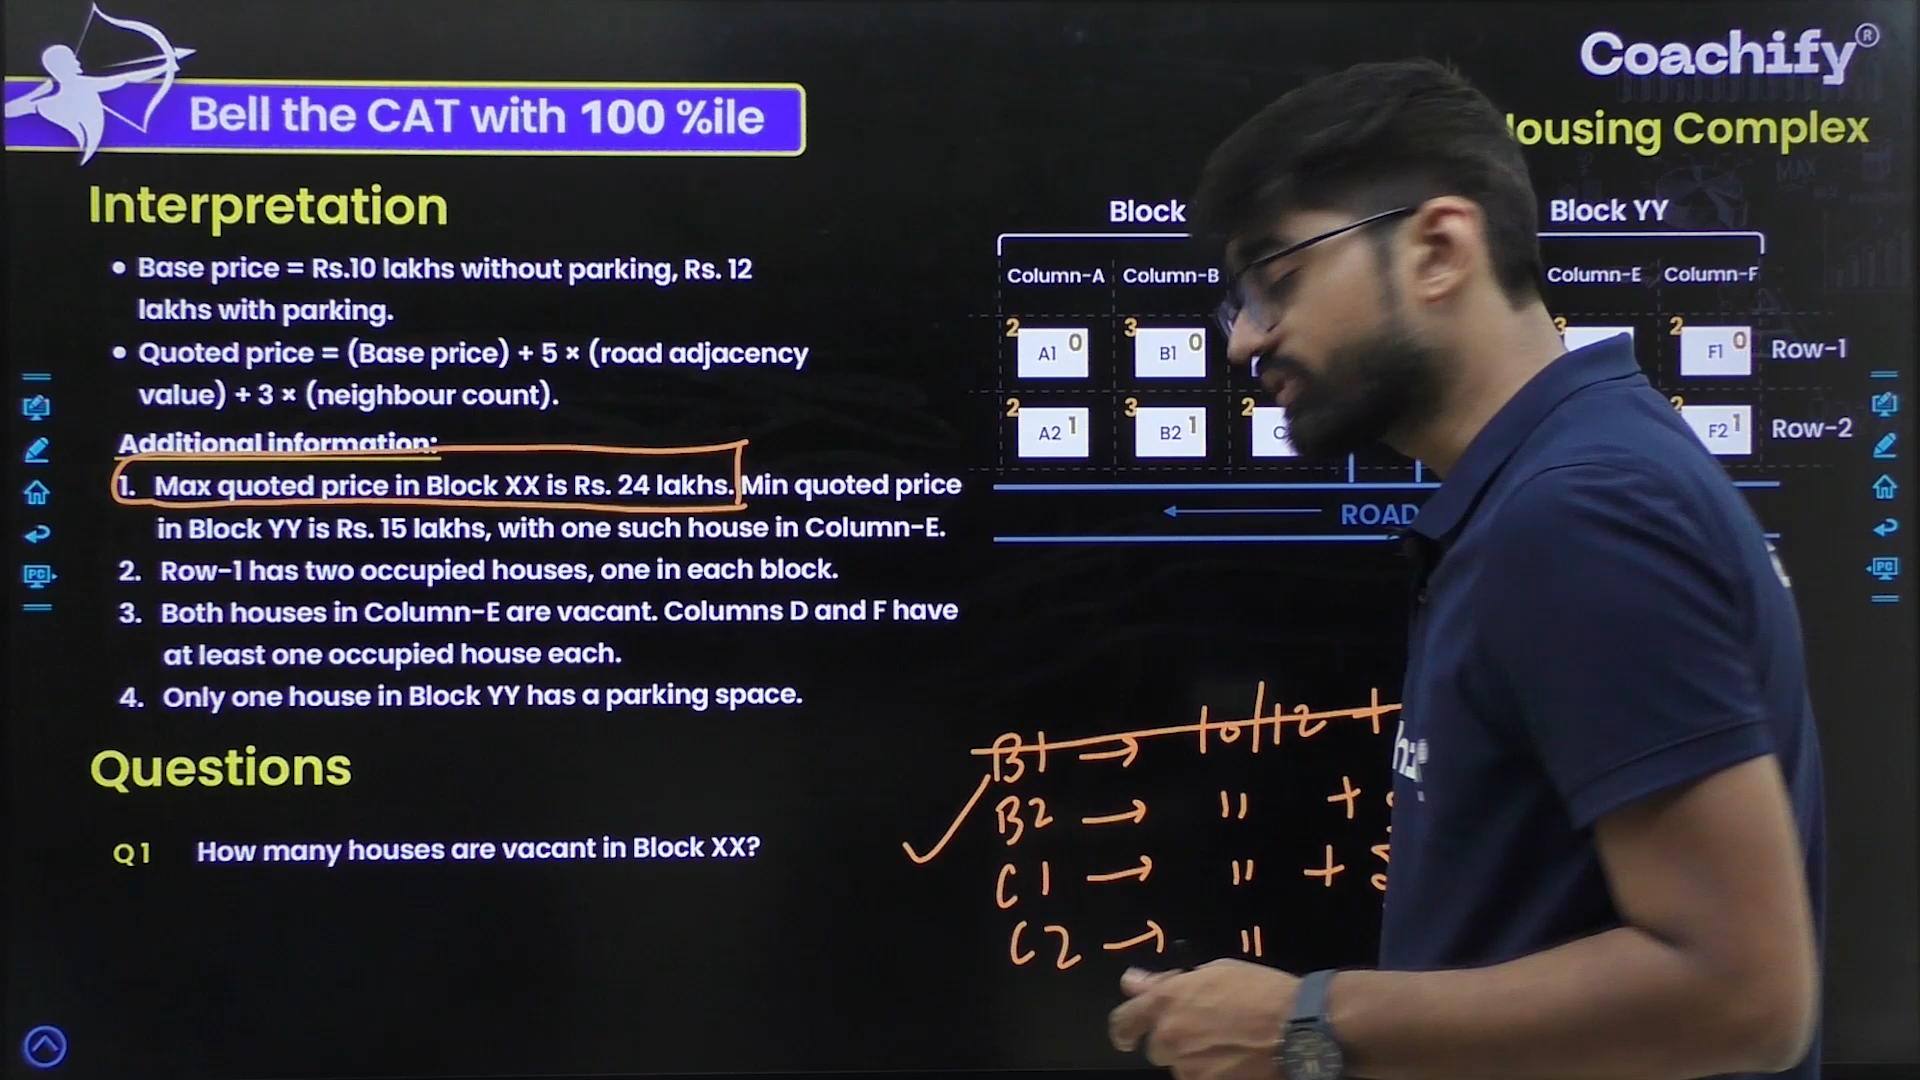 Coachify®
Bell the CAT with 100 %ile
Housing Complex
Interpretation
• Base price = Rs.10 lakhs without parking, Rs. 12
lakhs with parking.
• Quoted price = (Base price) + 5 × (road adjacency
value) + 3 × (neighbour count).
Additional information:
1. Max quoted price in Block XX is Rs. 24 lakhs. Min quoted price
in Block YY is Rs. 15 lakhs, with one such house in Column-E.
2. Row-1 has two occupied houses, one in each block.
3. Both houses in Column-E are vacant. Columns D and F have
at least one occupied house each.
4. Only one house in Block YY has a parking space.
Questions
Q1 How many houses are vacant in Block XX?
Block Block YY
Column-A Column-B Column-E Column-F
2 A1 0 3 B1 0 3 2 F1 0 Row-1
2 A2 1 3 B2 1 2 C 2 F2 1 Row-2
ROAD
B1 → 10/12 +
B2 → " +
C1 → " + 5
C2 → "
PC
PC